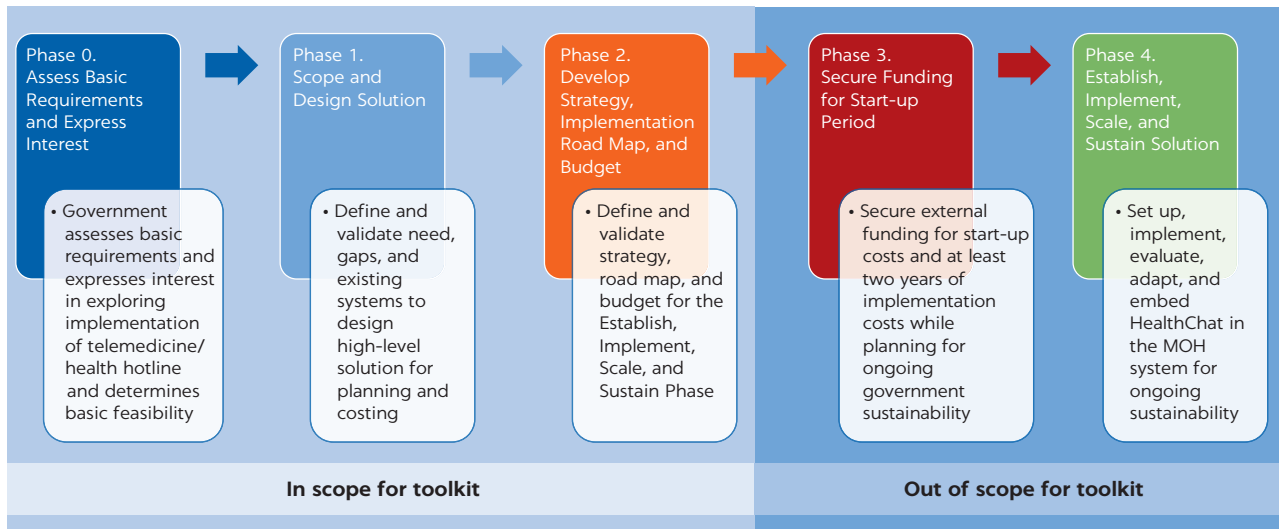 Phase 0.
Assess Basic
Requirements
and Express
Interest
• Government
assesses basic
requirements and
expresses interest
in exploring
implementation
of telemedicine/
health hotline
and determines
basic feasibility
Phase 1.
Scope and
Design Solution
• Define and
validate need,
gaps, and
existing
systems to
design
high-level
solution for
planning and
costing
Phase 2.
Develop
Strategy,
Implementation
Road Map, and
Budget
• Define and
validate
strategy,
road map, and
budget for the
Establish,
Implement,
Scale, and
Sustain Phase
Phase 3.
Secure Funding
for Start-up
Period
• Secure external
funding for start-up
costs and at least
two years of
implementation
costs while
planning for
ongoing
government
sustainability
Phase 4.
Establish,
Implement,
Scale, and
Sustain Solution
• Set up,
implement,
evaluate,
adapt, and
embed
HealthChat in
the MOH
system for
ongoing
sustainability
In scope for toolkit
Out of scope for toolkit